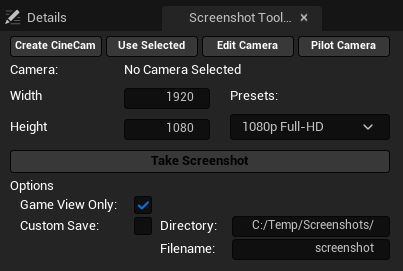 Details
Screenshot Tool...
Create CineCam Use Selected Edit Camera Pilot Camera
Camera: No Camera Selected
Width 1920 Presets:
Height 1080 1080p Full-HD
Take Screenshot
Options
Game View Only:
Custom Save: Directory: C:/Temp/Screenshots/
Filename: screenshot